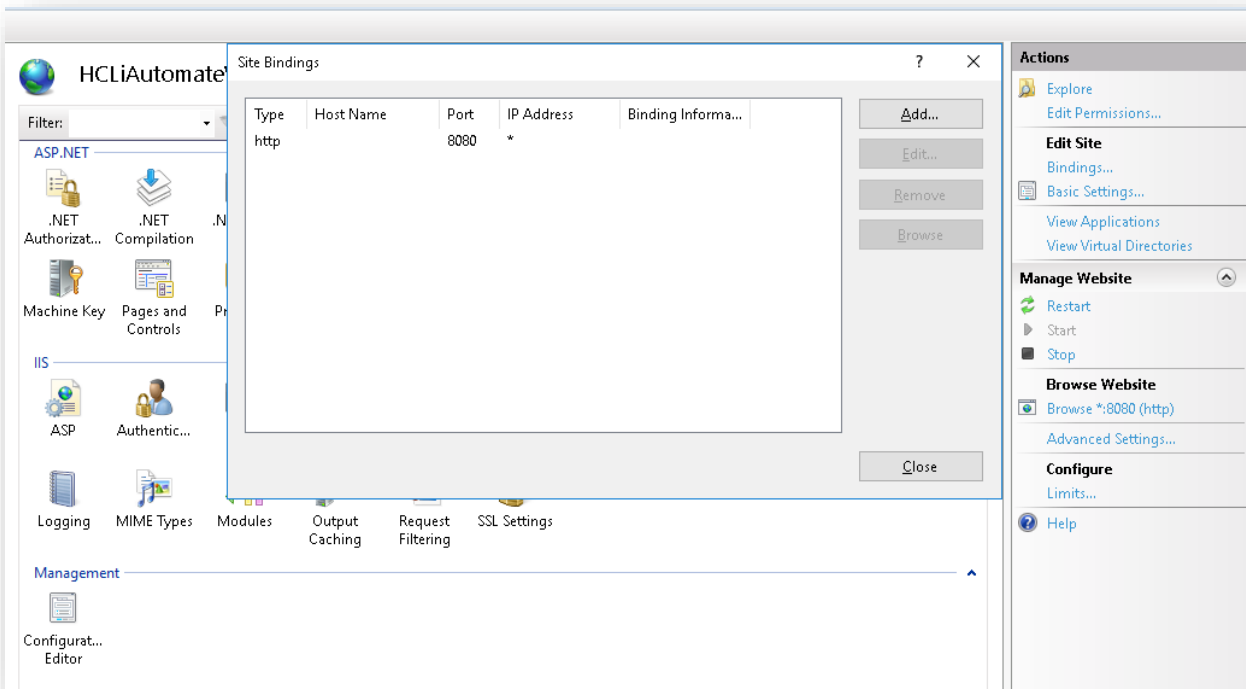 HCLiAutomate
Filter:
ASP.NET
.NET Authorizat...
.NET Compilation
.N
Machine Key
Pages and Controls
Pr
IIS
ASP
Authentic...
Logging
MIME Types
Modules
Output Caching
Request Filtering
SSL Settings
Management
Configurat... Editor
Site Bindings
? X
Type Host Name Port IP Address Binding Informa...
http 8080 *
Add...
Edit...
Remove
Browse
Close
Actions
Explore
Edit Permissions...
Edit Site
Bindings...
Basic Settings...
View Applications
View Virtual Directories
Manage Website
Restart
Start
Stop
Browse Website
Browse *:8080 (http)
Advanced Settings...
Configure
Limits...
Help